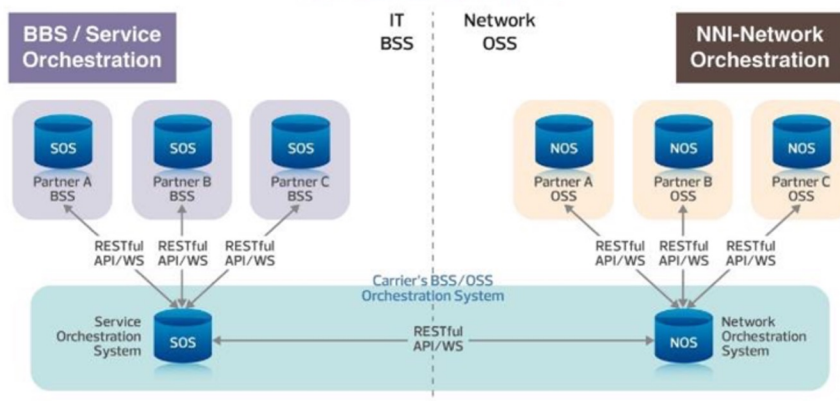 IT
BSS
Network
OSS
BBS / Service
Orchestration
NNI-Network
Orchestration
SOS
Partner A
BSS
SOS
Partner B
BSS
SOS
Partner C
BSS
NOS
Partner A
OSS
NOS
Partner B
OSS
NOS
Partner C
OSS
RESTful
API/WS
RESTful
API/WS
RESTful
API/WS
RESTful
API/WS
RESTful
API/WS
RESTful
API/WS
Carrier's BSS/OSS
Orchestration System
Service
Orchestration
System
SOS
RESTful
API/WS
NOS
Network
Orchestration
System